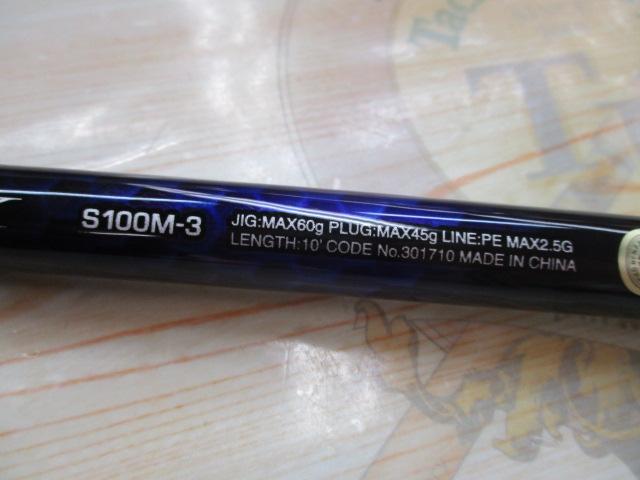 S100M-3
JIG:MAX60g PLUG:MAX45g LINE:PE MAX2.5G
LENGTH:10' CODE No.301710 MADE IN CHINA